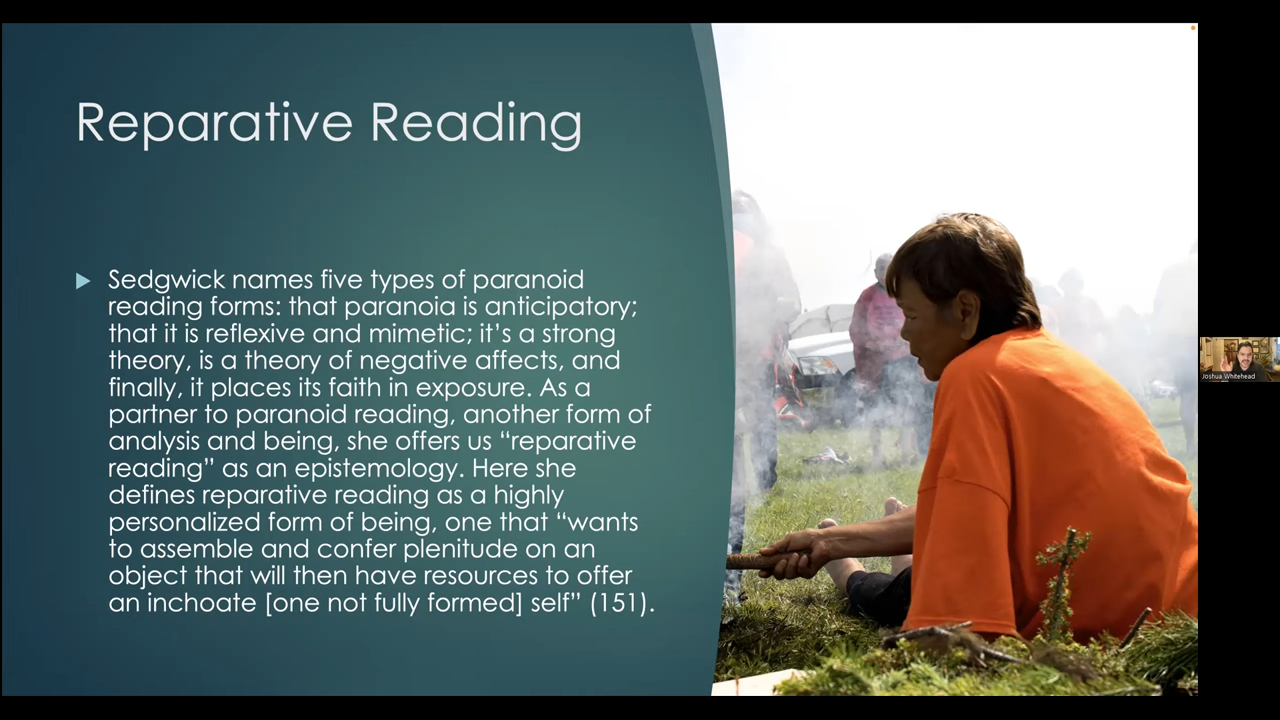 Reparative Reading
Sedgwick names five types of paranoid
reading forms: that paranoia is anticipatory;
that it is reflexive and mimetic; it’s a strong
theory, is a theory of negative affects, and
finally, it places its faith in exposure. As a
partner to paranoid reading, another form of
analysis and being, she offers us “reparative
reading” as an epistemology. Here she
defines reparative reading as a highly
personalized form of being, one that “wants
to assemble and confer plenitude on an
object that will then have resources to offer
an inchoate [one not fully formed] self” (151).
Joshua Whitehead